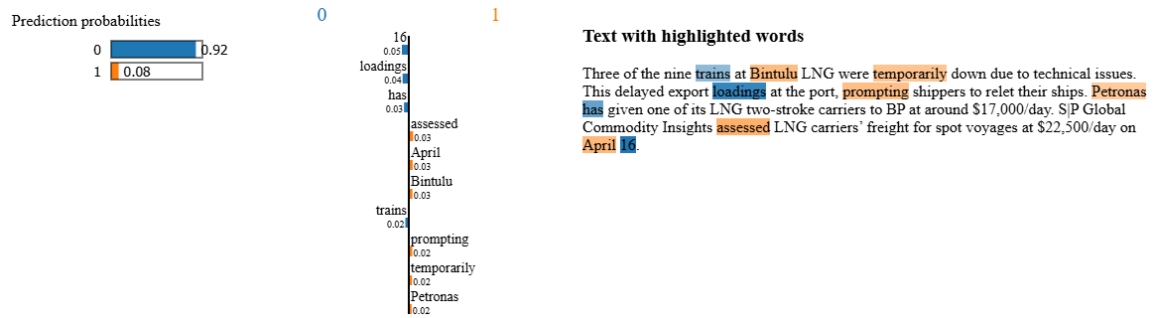 Prediction probabilities
0 0.92
1 0.08
0 1
16
0.05
loadings
0.04
has
0.03
assessed
0.03
April
0.03
Bintulu
0.03
trains
0.02
prompting
0.02
temporarily
0.02
Petronas
0.02
Text with highlighted words
Three of the nine trains at Bintulu LNG were temporarily down due to technical issues.
This delayed export loadings at the port, prompting shippers to relet their ships. Petronas
has given one of its LNG two-stroke carriers to BP at around $17,000/day. S|P Global
Commodity Insights assessed LNG carriers’ freight for spot voyages at $22,500/day on
April 16.